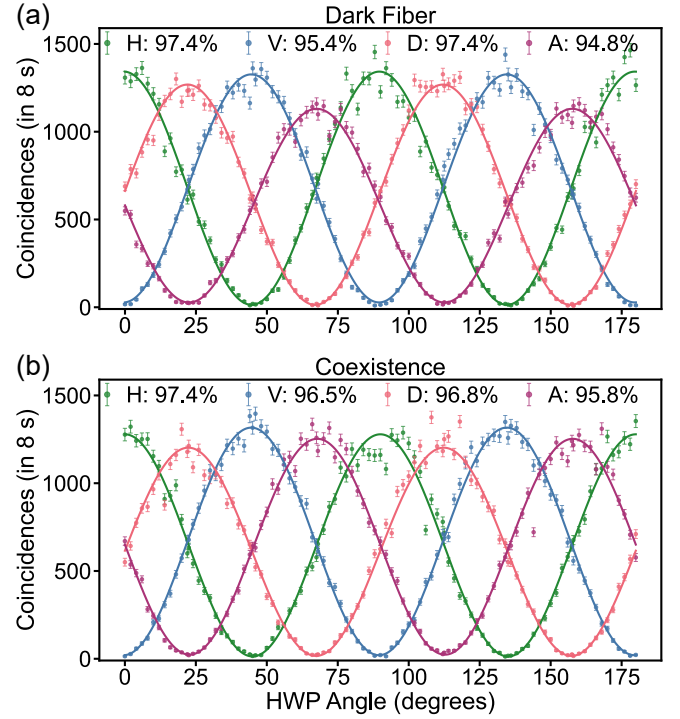 (a) Dark Fiber
H: 97.4% V: 95.4% D: 97.4% A: 94.8%
Coincidences (in 8 s)
1500
1000
500
0
0 25 50 75 100 125 150 175
(b) Coexistence
H: 97.4% V: 96.5% D: 96.8% A: 95.8%
Coincidences (in 8 s)
1500
1000
500
0
0 25 50 75 100 125 150 175
HWP Angle (degrees)